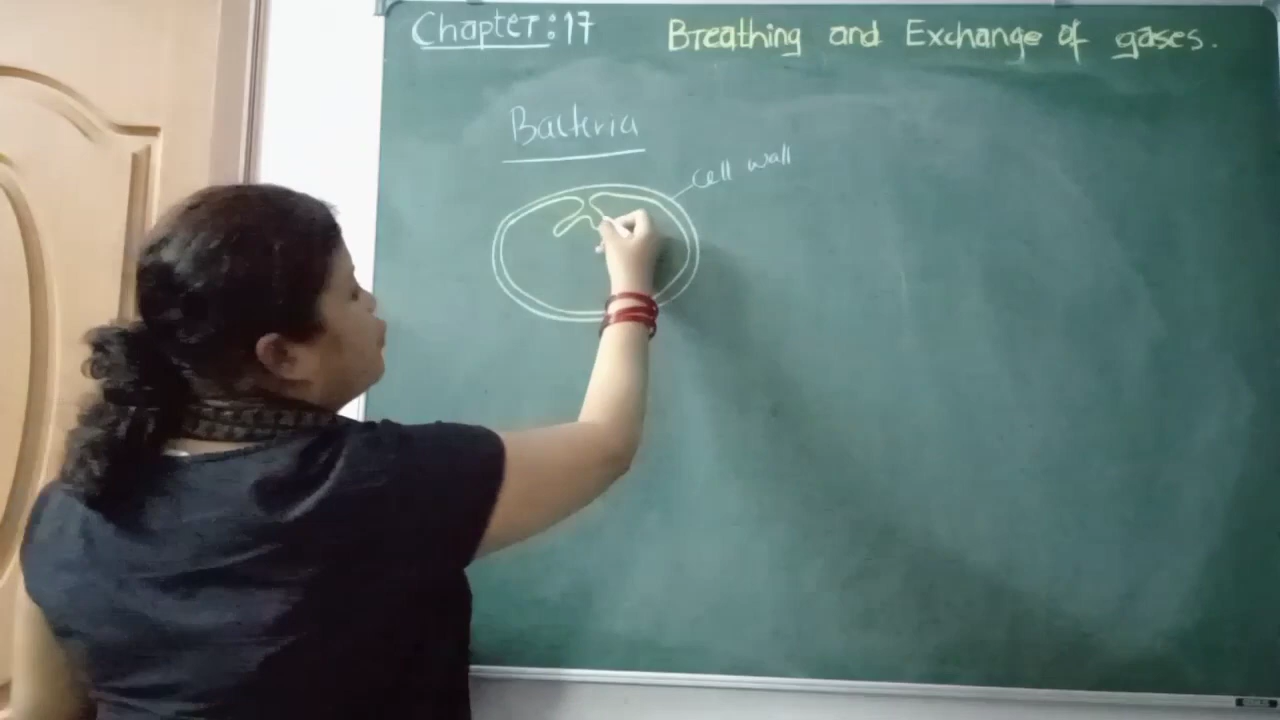 Chapter:17 Breathing and Exchange of gases.
Bacteria
cell wall